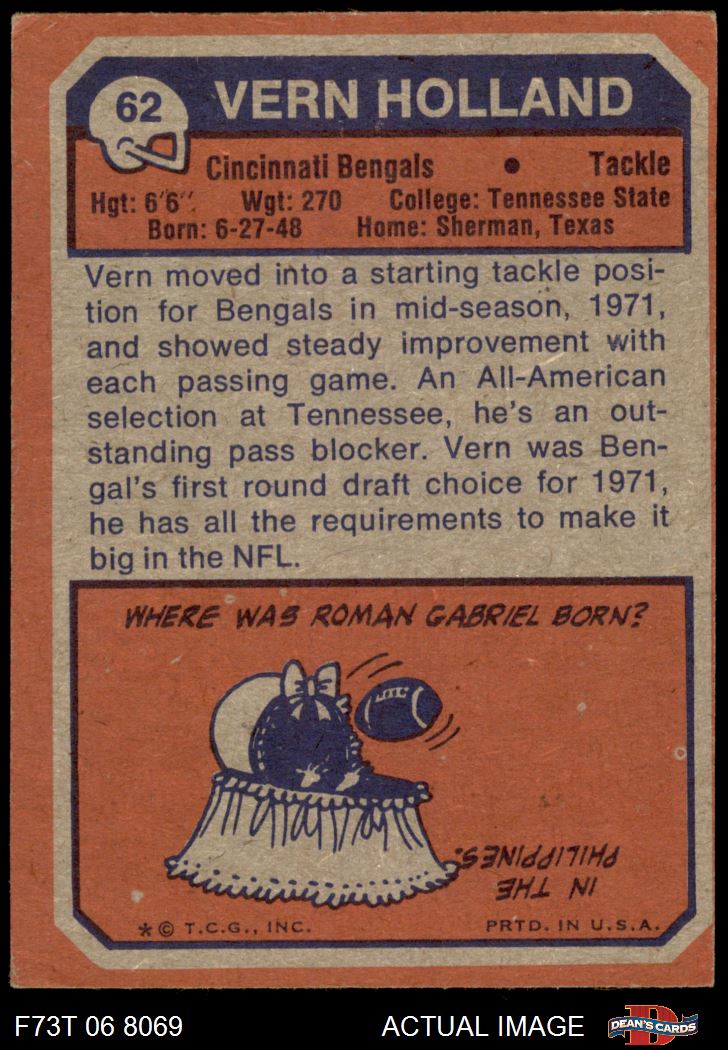 62
VERN HOLLAND
Cincinnati Bengals • Tackle
Hgt: 6'6" Wgt: 270 College: Tennessee State
Born: 6-27-48 Home: Sherman, Texas
Vern moved into a starting tackle posi-
tion for Bengals in mid-season, 1971,
and showed steady improvement with
each passing game. An All-American
selection at Tennessee, he's an out-
standing pass blocker. Vern was Ben-
gal's first round draft choice for 1971,
he has all the requirements to make it
big in the NFL.
WHERE WAS ROMAN GABRIEL BORN?
IN THE
PHILIPPINES.
* © T.C.G., INC. PRTD. IN U.S.A.
F73T 06 8069 ACTUAL IMAGE
D
DEAN'S CARDS